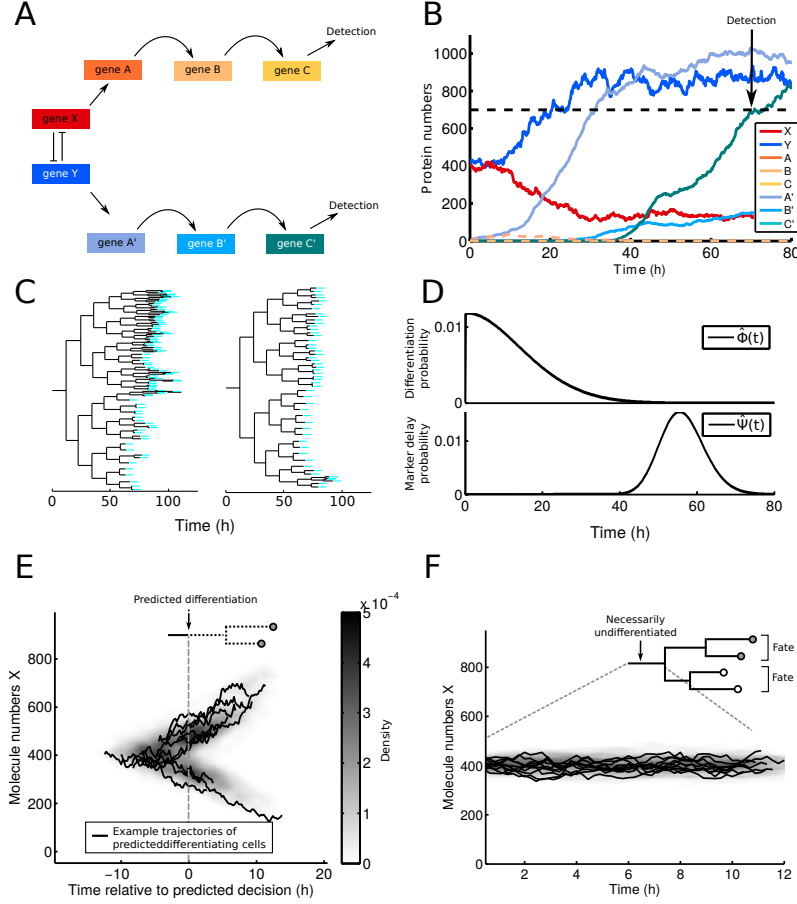 A
Detection
gene A
gene B
gene C
gene X
gene Y
gene A'
gene B'
gene C'
Detection
B
Detection
Protein numbers
1000
800
600
400
200
0
0
20
40
60
80
Time (h)
X
Y
A
B
C
A'
B'
C'
C
0
50
100
0
50
100
Time (h)
Time (h)
D
Differentiation
probability
0.01
0
Φ̂(t)
Marker delay
probability
0.01
0
Ψ̂(t)
0
20
40
60
80
Time (h)
E
Predicted differentiation
Molecule numbers X
800
600
400
200
0
Example trajectories of
predicteddifferentiating cells
−10
0
10
20
Time relative to predicted decision (h)
x 10⁻⁴
5
4
3
2
1
0
Density
F
Necessarily
undifferentiated
Fate
Fate
Molecule numbers X
800
600
400
200
0
2
4
6
8
10
12
Time (h)